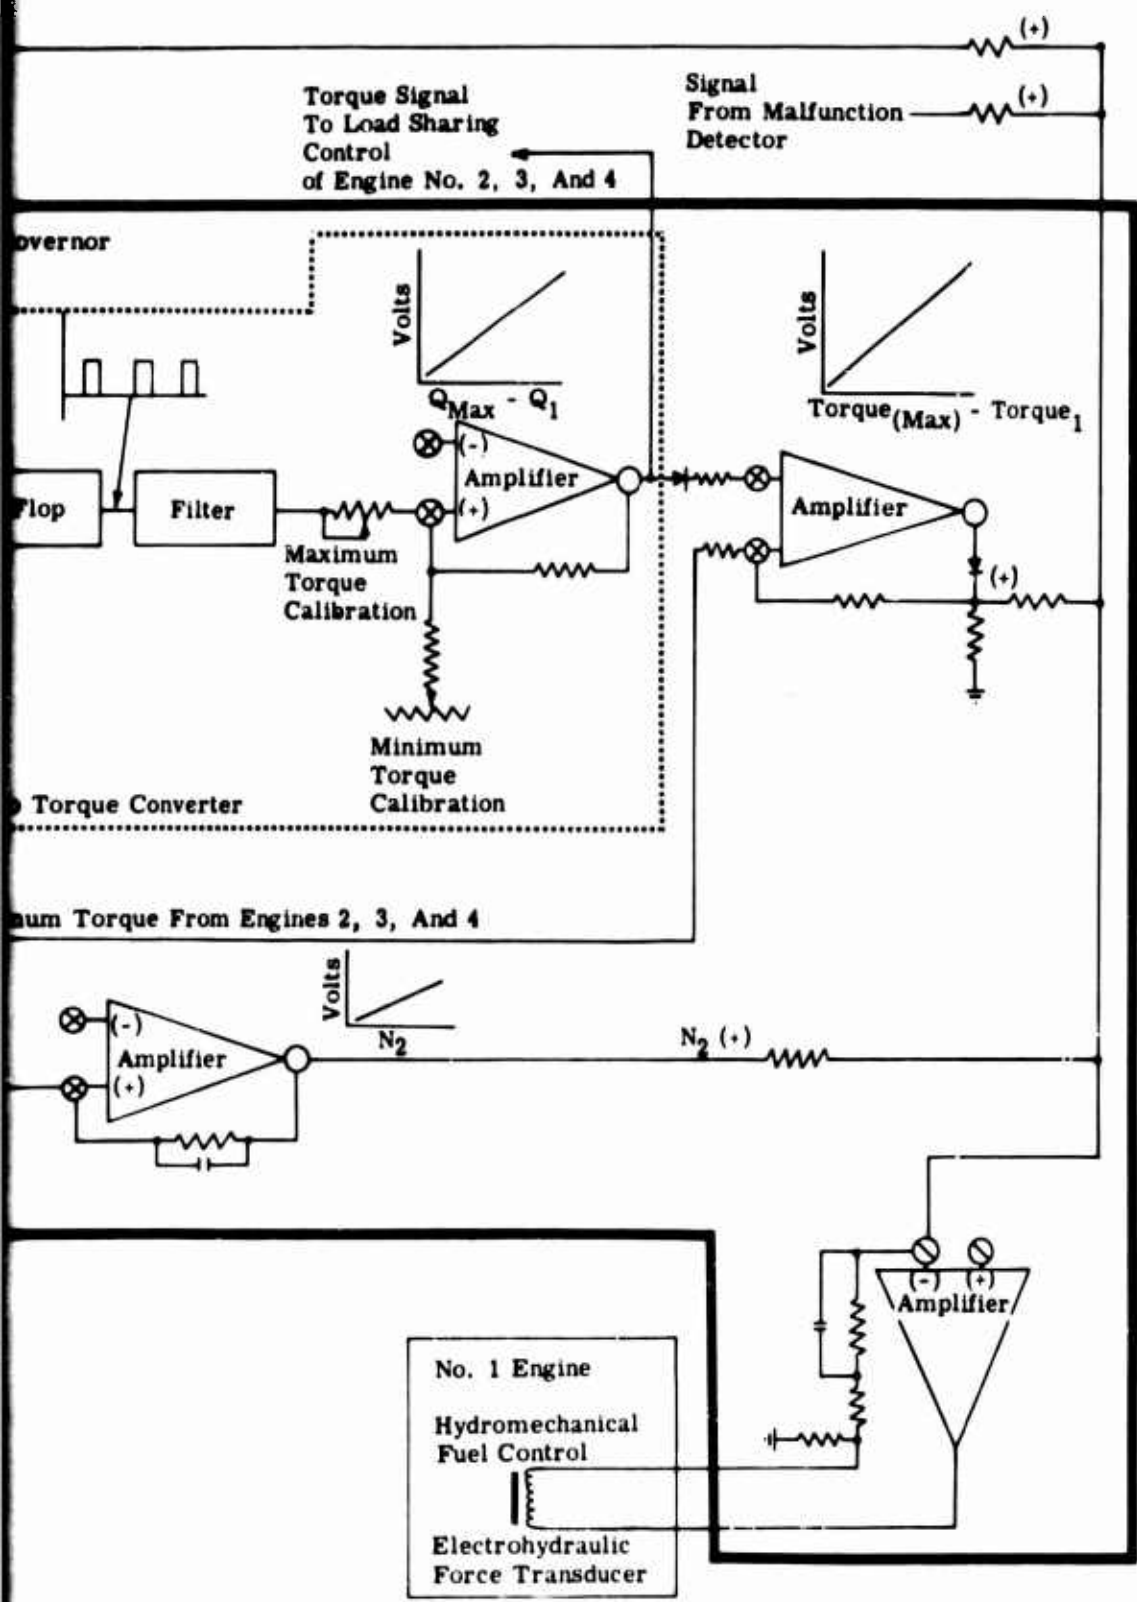 (+)
Signal
From Malfunction
Detector
(+)
Torque Signal
To Load Sharing
Control
of Engine No. 2, 3, And 4
overnor
Volts
QMax - Q1
Volts
Torque(Max) - Torque1
Flop
Filter
(-)
Amplifier
(+)
Maximum
Torque
Calibration
Amplifier
(+)
Minimum
Torque
Calibration
Torque Converter
num Torque From Engines 2, 3, And 4
Volts
N2
N2 (+)
(-)
Amplifier
(+)
(-) (+)
Amplifier
No. 1 Engine
Hydromechanical
Fuel Control
Electrohydraulic
Force Transducer